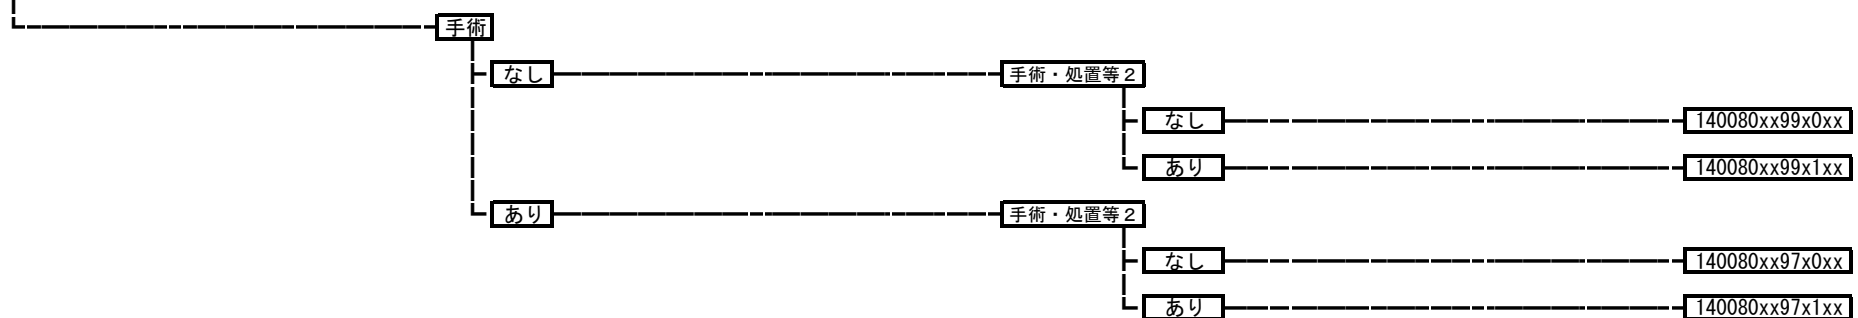 手術
なし 手術・処置等２
なし 140080xx99x0xx
あり 140080xx99x1xx
あり 手術・処置等２
なし 140080xx97x0xx
あり 140080xx97x1xx